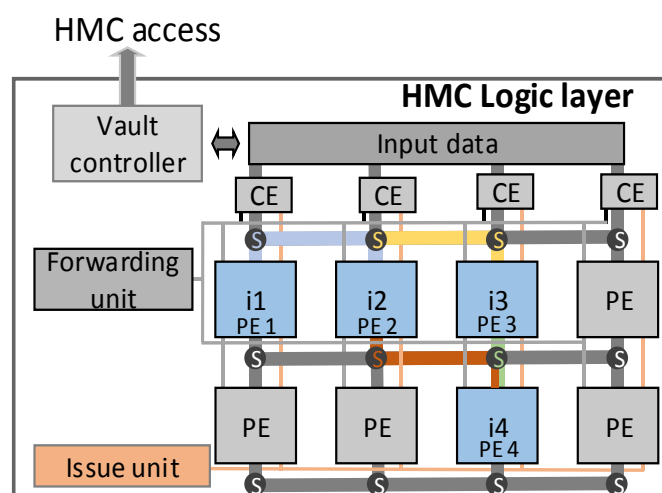 HMC access
HMC Logic layer
Vault
controller
Input data
CE CE CE CE
S S S S
Forwarding
unit
i1 i2 i3 PE
PE 1 PE 2 PE 3
S S S S
PE PE i4 PE
PE 4
Issue unit
S S S S